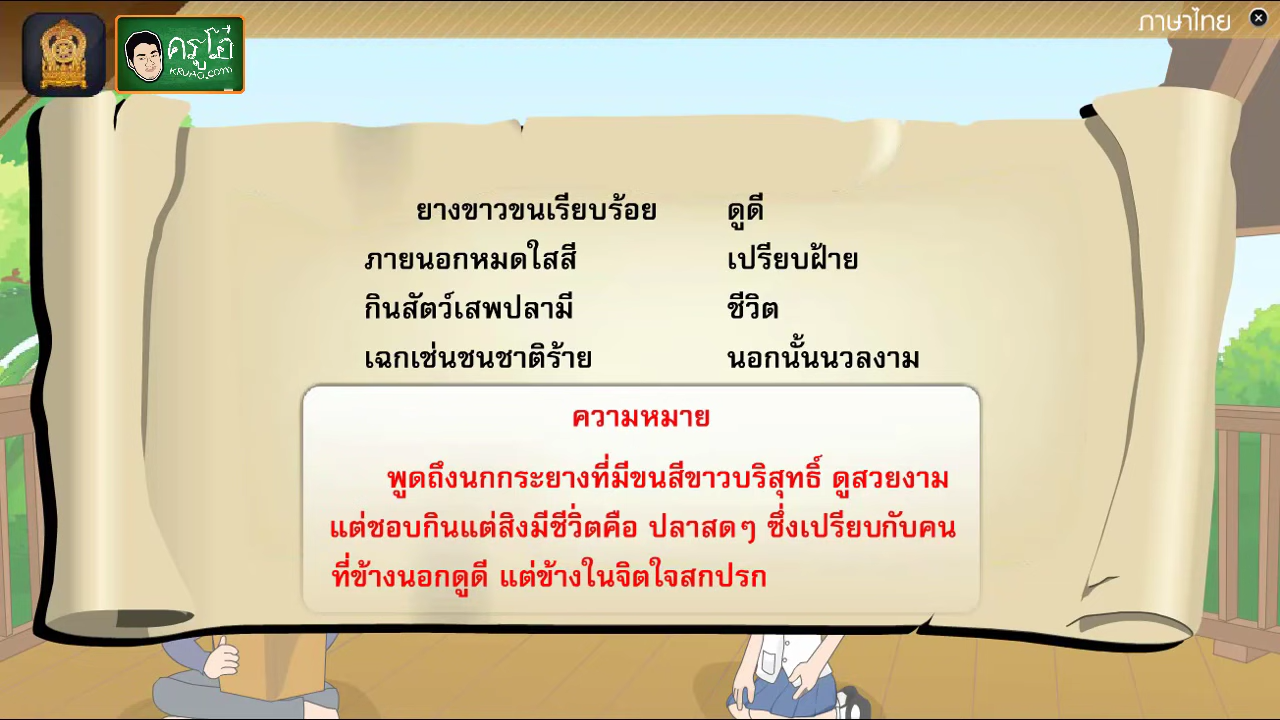 ภาษาไทย
ครูโอ๊
KRUHO.COM
ยางขาวขนเรียบร้อย ดูดี
ภายนอกหมดใสสี เปรียบฝ้าย
กินสัตว์เสพปลามี ชีวิต
เฉกเช่นชนชาติร้าย นอกนั้นนวลงาม
ความหมาย
พูดถึงนกกระยางที่มีขนสีขาวบริสุทธิ์ ดูสวยงาม
แต่ชอบกินแต่สิงมีชีวิ่ตคือ ปลาสดๆ ซึ่งเปรียบกับคน
ที่ข้างนอกดูดี แต่ข้างในจิตใจสกปรก